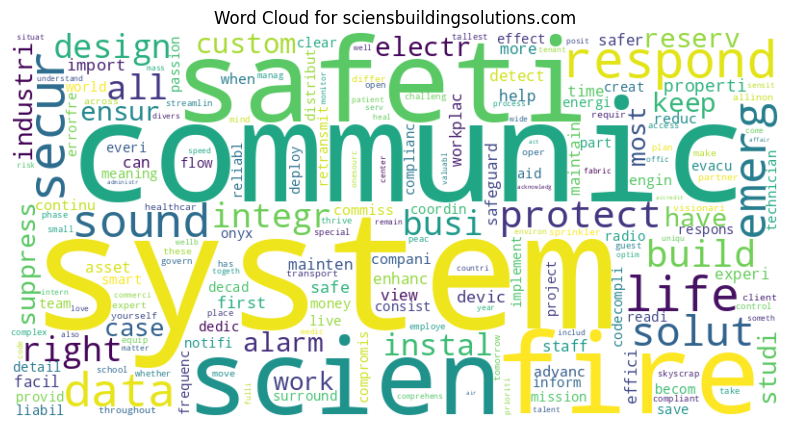 Word Cloud for sciensbuildingsolutions.com
situat design import passion custom clear electr effect more safer reserv well tallest tenant posit
understand mass world across when manag differ open detect creat properti sensit
industri secur all errorfre streamlin mind distribut safeti respond time energi allinon
ensur everi divers patient serv challeng workplac help process wide requir keep reduc access come affair
communic emerg most
meaning can flow reliabl deploy speed monitor heal retransmit onesourc center valuabl complianc safeguard aid act oper acknowledg maintain part offic engin plan fabric evacu make partner technician
risk administr accredit
continu healthcar sound integr commiss thrive remain coordin busi protect have respons visionari
phase small wellb these onyx special peac environ sprinkler radio guest optim uniqu build
suppress asset govern has togeth mainten transport compani countri implement experi
team smart commerci expert decad safe enhanc devic project life client control
love intern yourself place first money view consist year codecompli readi someth
system
complex also case dedic live employ includ staff solut studi
code right equip matter notifi alarm instal medic tomorrow
detail school whether move work surround compromis scien fire advanc effici skyscrap
facil data frequenc inform becom compliant take
provid liabil throughout fulli comprehens air prioriti mission talent save